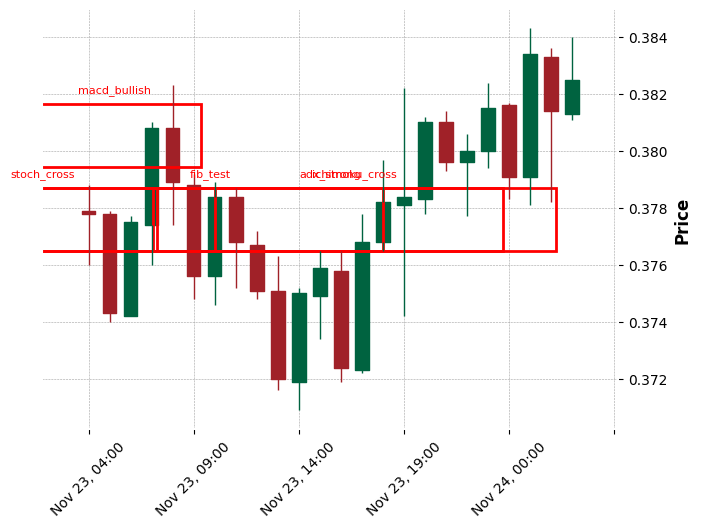 macd_bullish
stoch_cross
fib_test
ichimoku_cross
0.384
0.382
0.380
0.378
0.376
0.374
0.372
Price
Nov 23, 04:00
Nov 23, 09:00
Nov 23, 14:00
Nov 23, 19:00
Nov 24, 00:00